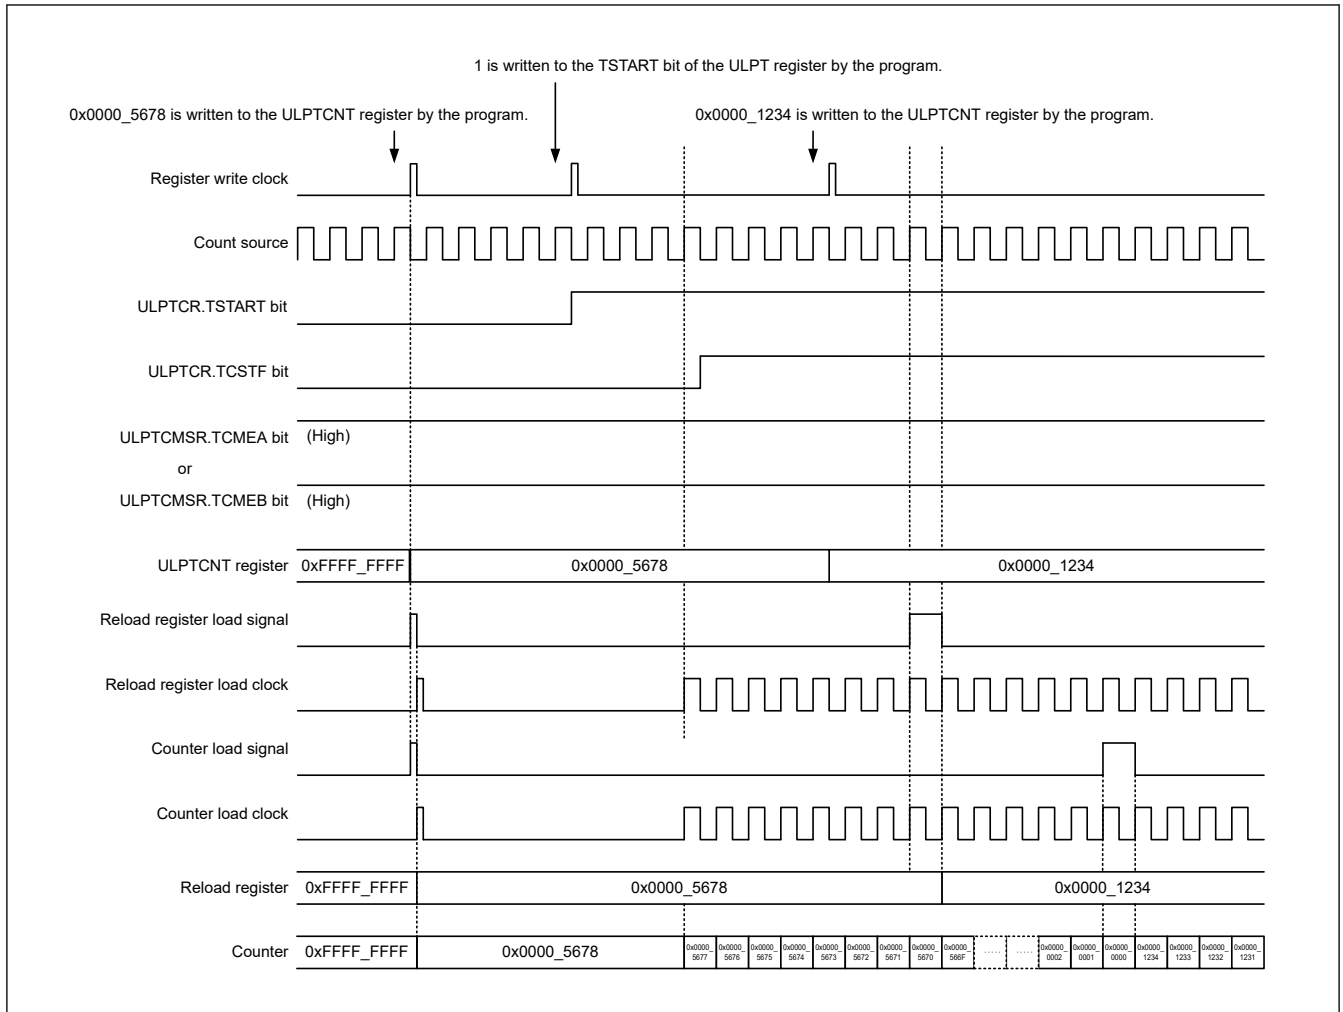 1 is written to the TSTART bit of the ULPT register by the program.
0x0000_5678 is written to the ULPTCNT register by the program.
0x0000_1234 is written to the ULPTCNT register by the program.
Register write clock
Count source
ULPTCR.TSTART bit
ULPTCR.TCSTF bit
ULPTCMSR.TCMEA bit (High)
or
ULPTCMSR.TCMEB bit (High)
ULPTCNT register 0xFFFF_FFFF 0x0000_5678 0x0000_1234
Reload register load signal
Reload register load clock
Counter load signal
Counter load clock
Reload register 0xFFFF_FFFF 0x0000_5678 0x0000_1234
Counter 0xFFFF_FFFF 0x0000_5678 0x0000_5677 0x0000_5676 0x0000_5675 0x0000_5674 0x0000_5673 0x0000_5672 0x0000_5671 0x0000_5670 0x0000_566F ...... ...... 0x0000_0002 0x0000_0001 0x0000_0000 0x0000_1234 0x0000_1233 0x0000_1232 0x0000_1231